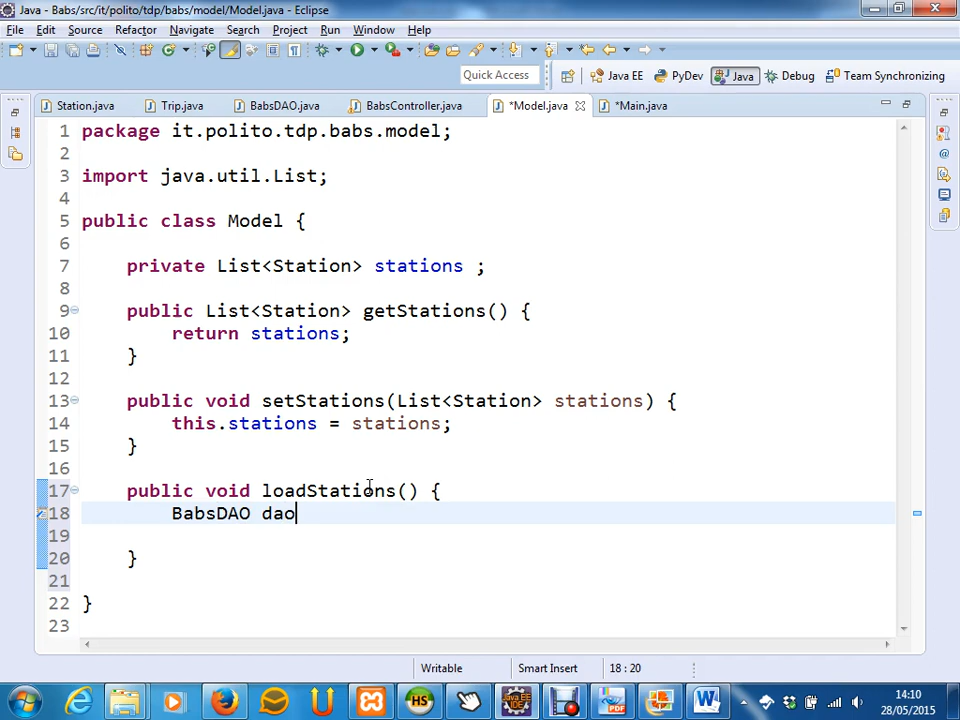 Java - Babs/src/it/polito/tdp/babs/model/Model.java - Eclipse
File Edit Source Refactor Navigate Search Project Run Window Help
Quick Access Java EE PyDev Java Debug Team Synchronizing
Station.java Trip.java BabsDAO.java BabsController.java *Model.java *Main.java
1 package it.polito.tdp.babs.model;
2
3 import java.util.List;
4
5 public class Model {
6
7 private List<Station> stations ;
8
9 public List<Station> getStations() {
10 return stations;
11 }
12
13 public void setStations(List<Station> stations) {
14 this.stations = stations;
15 }
16
17 public void loadStations() {
18 BabsDAO dao
19
20 }
21
22 }
23
Writable Smart Insert 18 : 20
14:10
28/05/2015